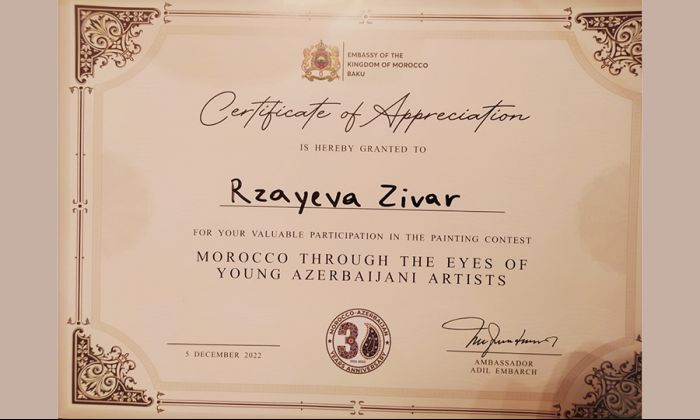 EMBASSY OF THE
KINGDOM OF MOROCCO
BAKU
Certificate of Appreciation
IS HEREBY GRANTED TO
Rzayeva Zivar
FOR YOUR VALUABLE PARTICIPATION IN THE PAINTING CONTEST
MOROCCO THROUGH THE EYES OF
YOUNG AZERBAIJANI ARTISTS
MOROCCO-AZERBAIJAN
30
YEARS ANNIVERSARY
5 DECEMBER 2022
AMBASSADOR
ADIL EMBARCH